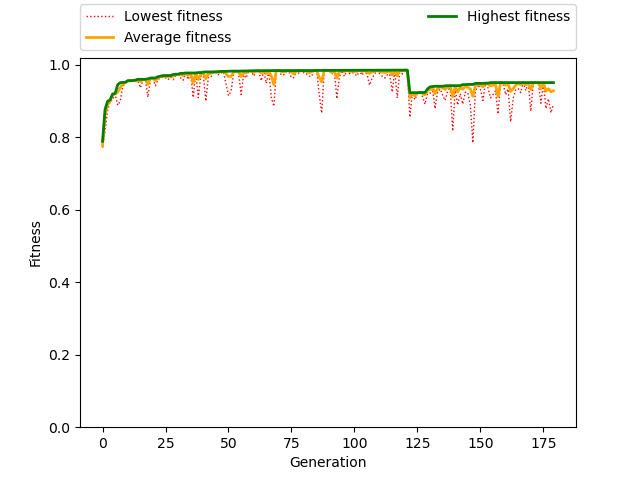 Lowest fitness
Average fitness
Highest fitness
1.0
0.8
0.6
0.4
0.2
0.0
Fitness
0 25 50 75 100 125 150 175
Generation